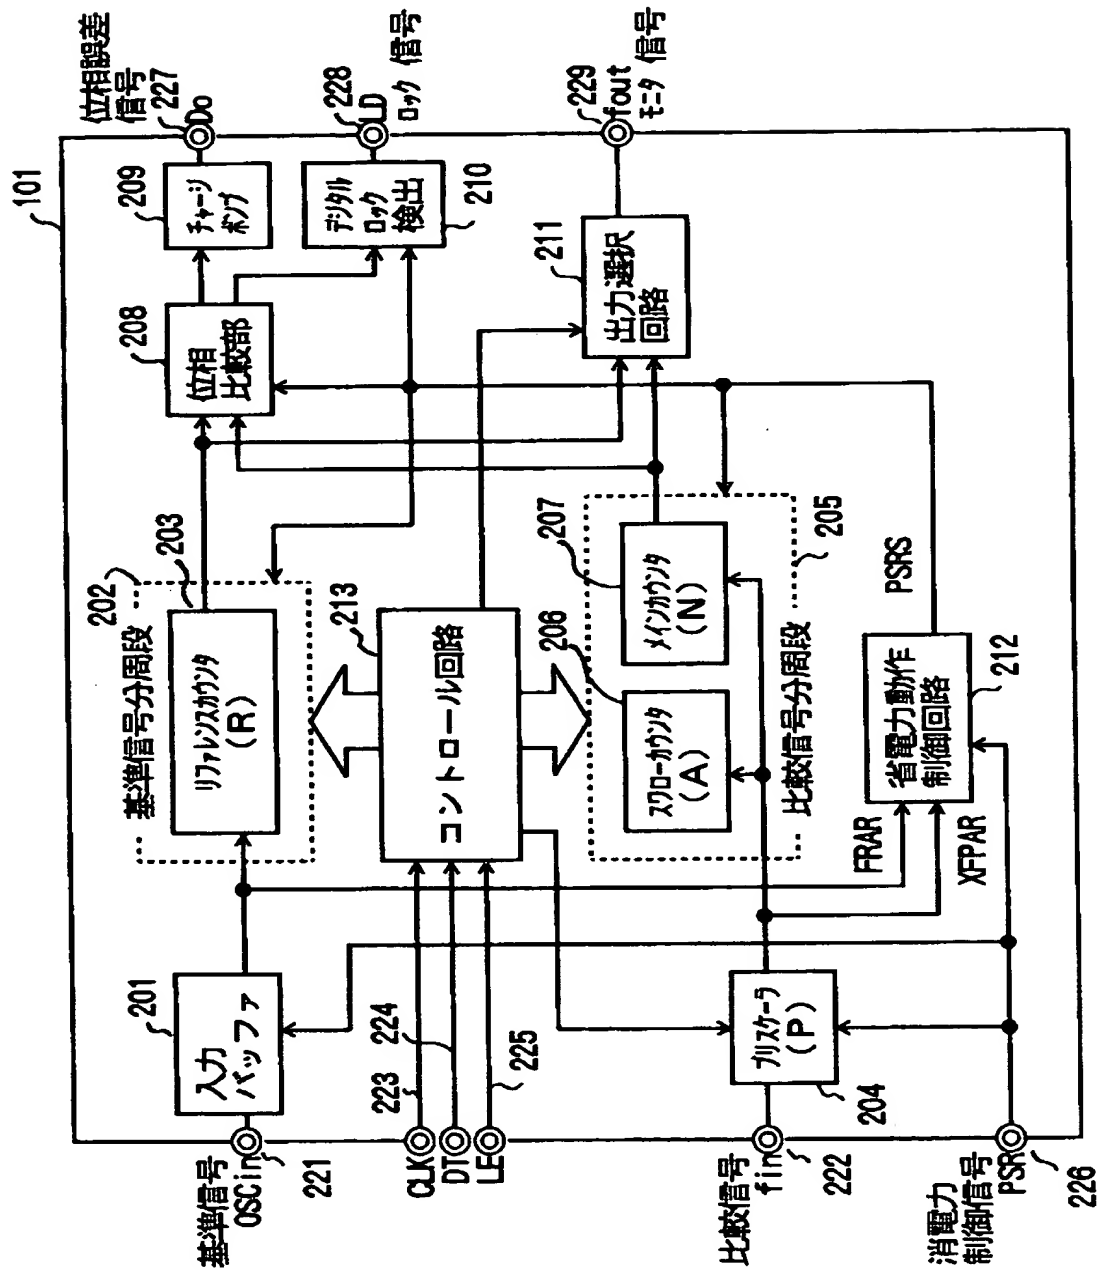 101
位相誤差
信号
227
Do
209
チャージ
ポンプ
228
LD
ロック 信号
デジタル
ロック
検出
210
229
fout
モニタ 信号
211
出力選択
回路
208
位相
比較部
202
203
基準信号分周段
リファレンスカウンタ
(R)
213
コントロール回路
207
メインカウンタ
(N)
206
スワローカウンタ
(A)
205
比較信号分周段
PSRS
省電力動作
制御回路
212
FRAR
XFPAR
201
入力
バッファ
223
224
225
プリスケーラ
(P)
204
基準信号
OSCin
221
CLK
DT
LE
比較信号
fin
222
消電力
制御信号
PSR
226